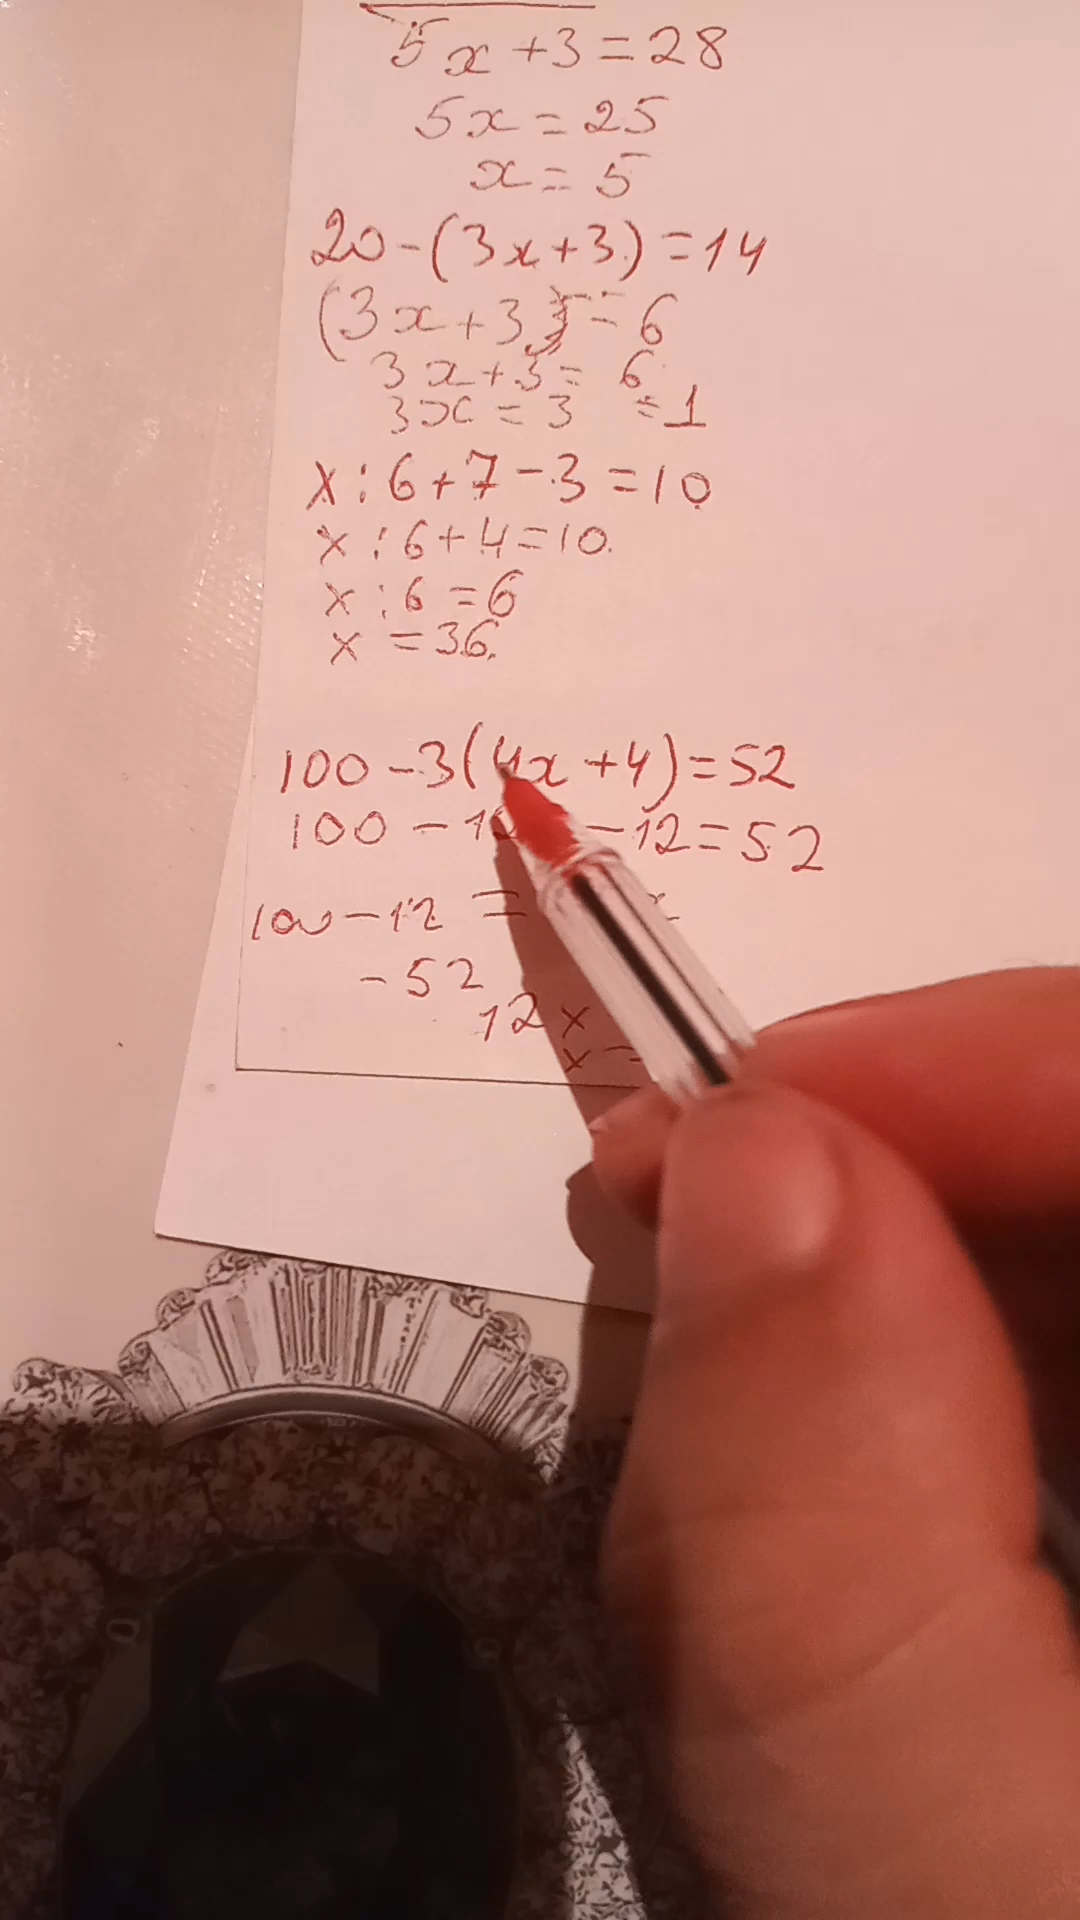 5x+3=28
5x=25
x=5
20-(3x+3)=14
(3x+3)=6
3x+3=6
3x=3 =1
x:6+7-3=10
x:6+4=10.
x:6=6
x=36.
100-3(4x+4)=52
100-12 -12=52
100-12 =
-52
12x
x=